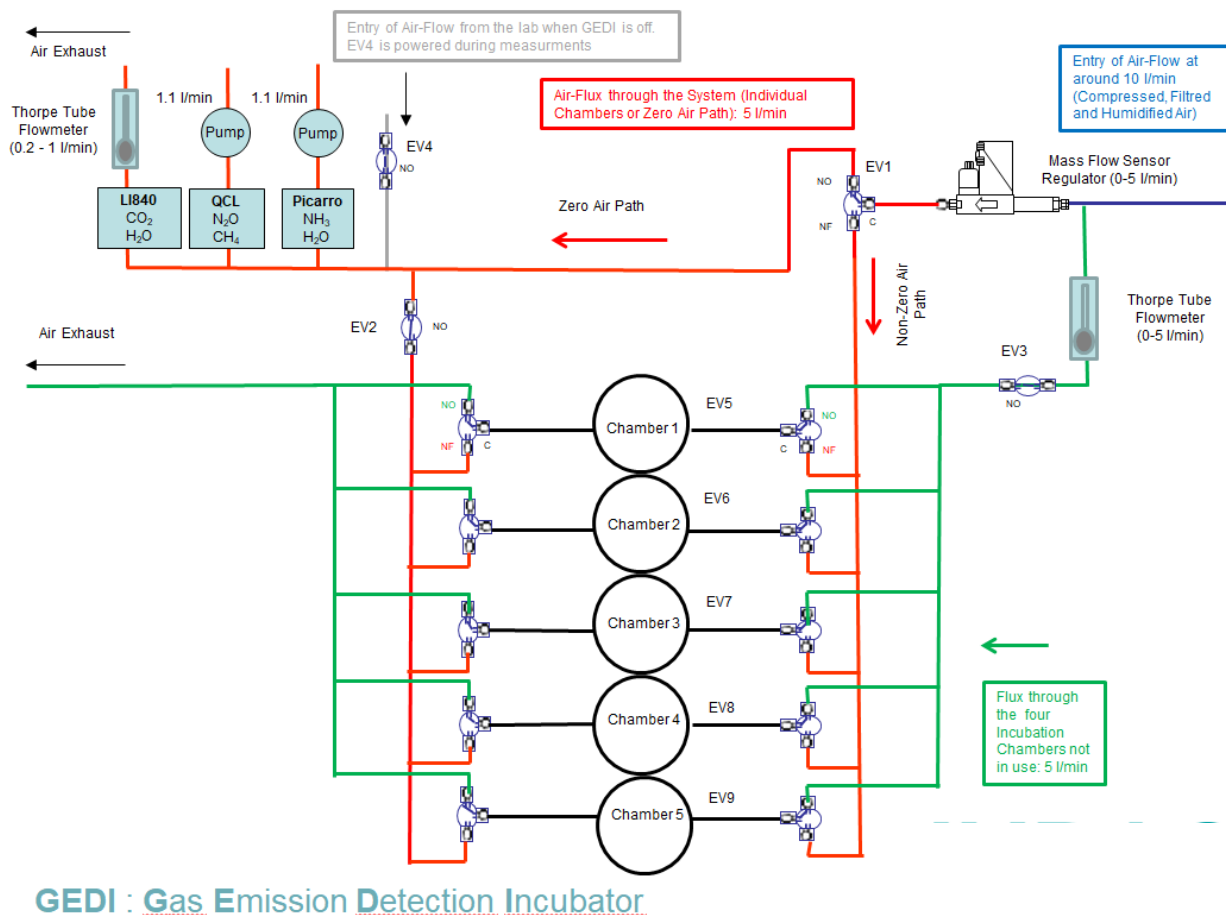 Entry of Air-Flow from the lab when GEDI is off.
EV4 is powered during measurments
Air Exhaust
Thorpe Tube
Flowmeter
(0.2 - 1 l/min)
1.1 l/min)
1.1 l/min)
Pump
Pump
LI840
CO₂
H₂O
QCL
N₂O
CH₄
Picarro
NH₃
H₂O
EV4
NO
Air-Flux through the System (Individual
Chambers or Zero Air Path): 5 l/min
Entry of Air-Flow at
around 10 l/min
(Compressed, Filtred
and Humidified Air)
Mass Flow Sensor
Regulator (0-5 l/min)
EV1
NO
NF
C
Zero Air Path
Non-Zero Air
Path
Thorpe Tube
Flowmeter
(0-5 l/min)
EV3
NO
EV2
NO
Air Exhaust
NO
NF
C
Chamber 1
EV5
NO
C
NF
Chamber 2
EV6
Chamber 3
EV7
Chamber 4
EV8
Chamber 5
EV9
Flux through
the four
Incubation
Chambers not
in use: 5 l/min
GEDI : Gas Emission Detection Incubator